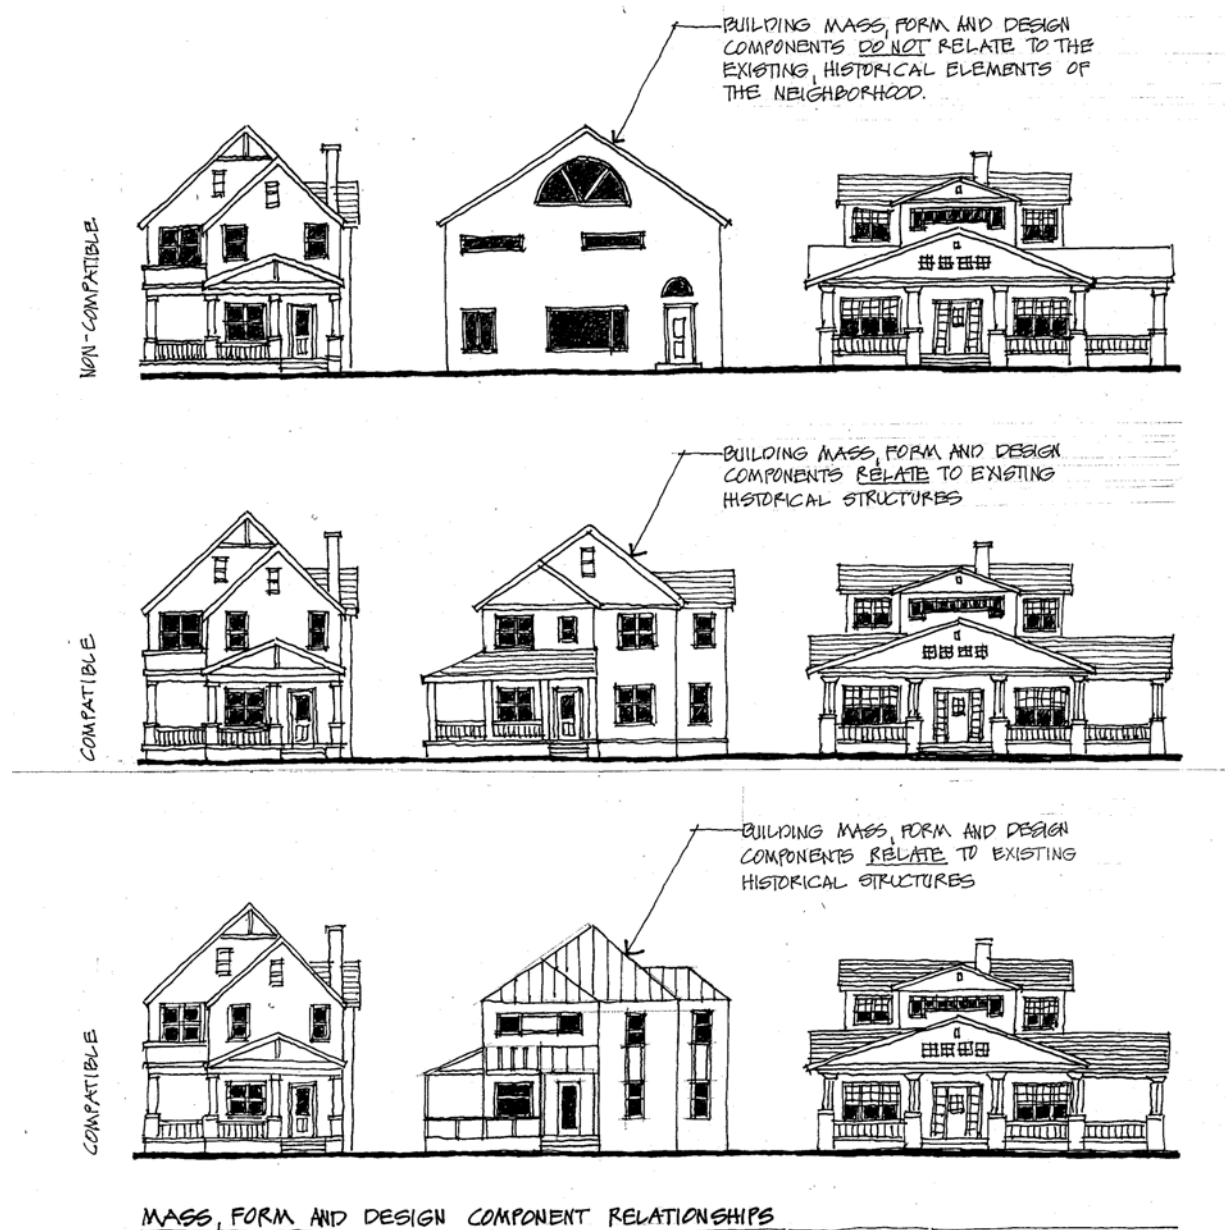 BUILDING MASS, FORM AND DESIGN
COMPONENTS DO NOT RELATE TO THE
EXISTING, HISTORICAL ELEMENTS OF
THE NEIGHBORHOOD.
NON-COMPATIBLE
BUILDING MASS, FORM AND DESIGN
COMPONENTS RELATE TO EXISTING
HISTORICAL STRUCTURES
COMPATIBLE
BUILDING MASS, FORM AND DESIGN
COMPONENTS RELATE TO EXISTING
HISTORICAL STRUCTURES
COMPATIBLE
MASS, FORM AND DESIGN COMPONENT RELATIONSHIPS